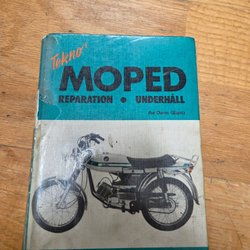 Tekno's
MOPED
REPARATION • UNDERHÅLL